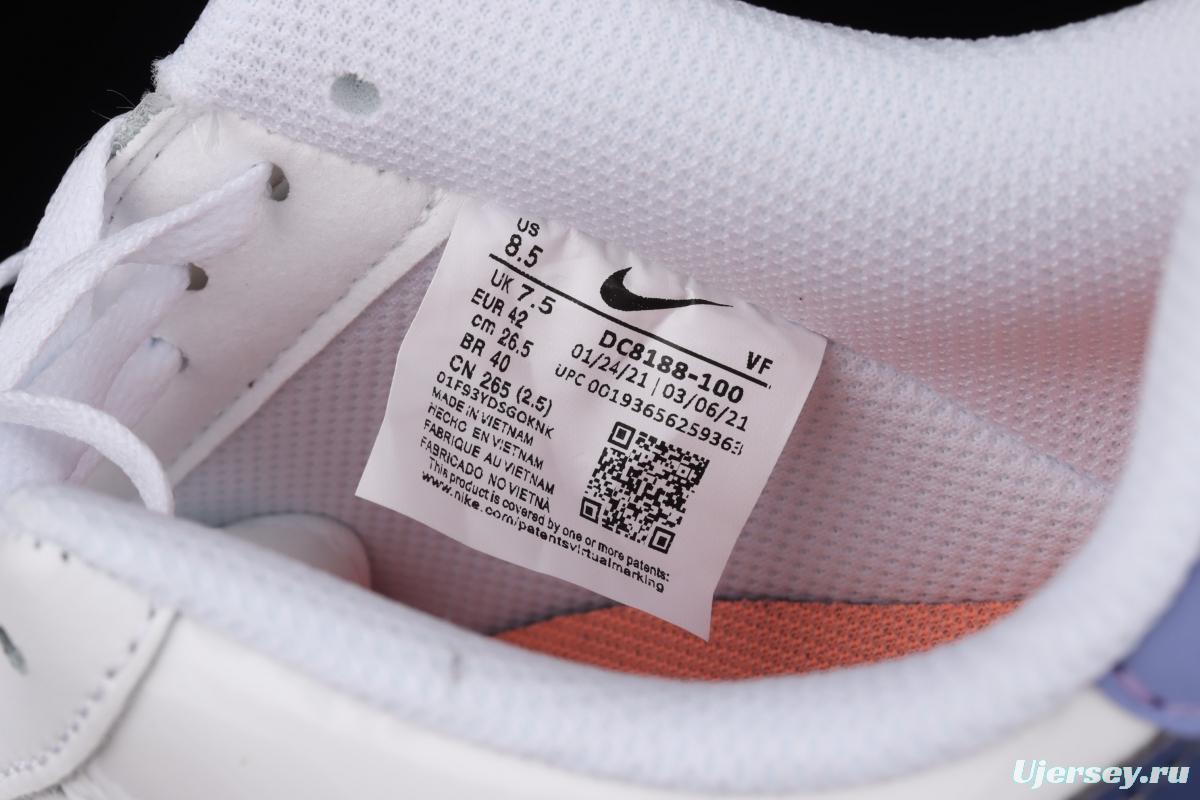 US
8.5
UK 7.5
EUR 42
cm 26.5
BR 40
CN 265 (2.5)
VF
DC8188-100
01/24/21 | 03/06/21
UPC 00193656259363
01F93YDSGOKNK
MADE IN VIETNAM
HECHO EN VIETNAM
FABRIQUE AU VIETNAM
FABRICADO NO VIETNÃ
This product is covered by one or more patents:
www.nike.com/patentsvirtualmarking
Ujersey.ru